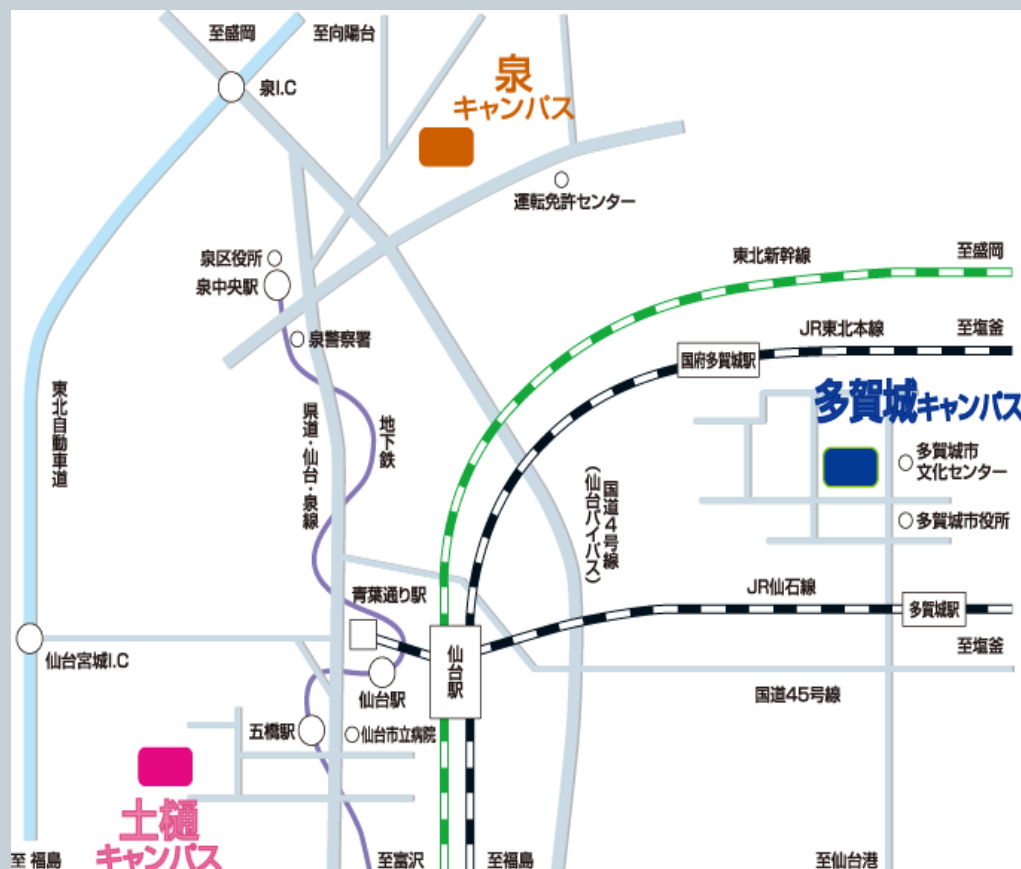 至盛岡
至向陽台
泉I.C
泉
キャンパス
運転免許センター
泉区役所
泉中央駅
泉警察署
東北新幹線
至盛岡
JR東北本線
至塩釜
国府多賀城駅
多賀城キャンパス
多賀城市
文化センター
多賀城市役所
東北自動車道
県道・仙台・泉線
地下鉄
国道4号線
(仙台バイパス)
青葉通り駅
JR仙石線
多賀城駅
至塩釜
仙台宮城I.C
仙台駅
仙台駅
国道45号線
五橋駅
仙台市立病院
土樋
キャンパス
至 福島
至富沢
至福島
至仙台港